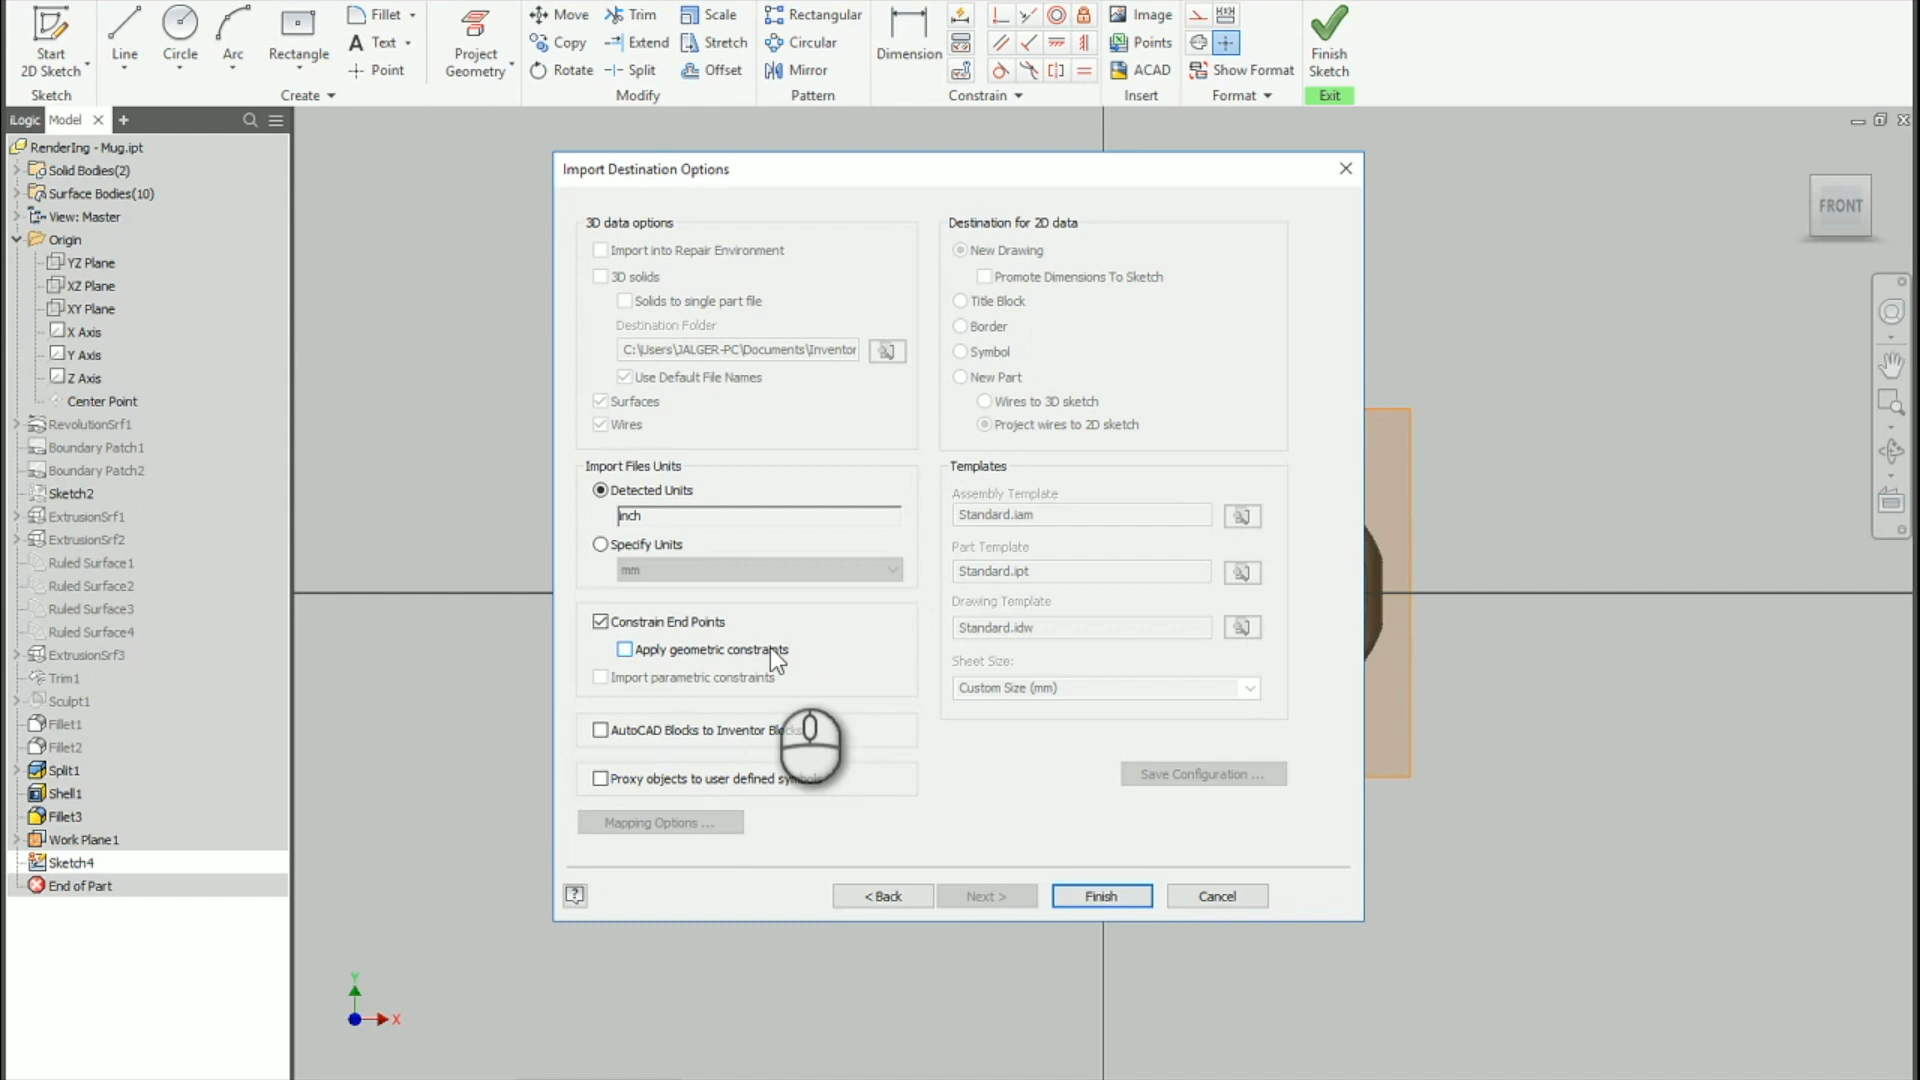 Start
2D Sketch
Sketch
Line
Circle
Arc
Rectangle
Fillet
Text
Point
Create
Project
Geometry
Move
Copy
Rotate
Trim
Extend
Split
Scale
Stretch
Offset
Modify
Rectangular
Circular
Mirror
Pattern
Dimension
Constrain
Image
Points
ACAD
Insert
Show Format
Format
Finish
Sketch
Exit
iLogic
Model
RenderIng - Mug.ipt
Solid Bodies(2)
Surface Bodies(10)
View: Master
Origin
YZ Plane
XZ Plane
XY Plane
X Axis
Y Axis
Z Axis
Center Point
RevolutionSrf1
Boundary Patch1
Boundary Patch2
Sketch2
ExtrusionSrf1
ExtrusionSrf2
Ruled Surface1
Ruled Surface2
Ruled Surface3
Ruled Surface4
ExtrusionSrf3
Trim1
Sculpt1
Fillet1
Fillet2
Split1
Shell1
Fillet3
Work Plane1
Sketch4
End of Part
Import Destination Options
3D data options
Import into Repair Environment
3D solids
Solids to single part file
Destination Folder
C:\Users\JALGER-PC\Documents\Inventor
Use Default File Names
Surfaces
Wires
Import Files Units
Detected Units
inch
Specify Units
mm
Constrain End Points
Apply geometric constraints
Import parametric constraints
AutoCAD Blocks to Inventor
Proxy objects to user defined
Mapping Options ...
Destination for 2D data
New Drawing
Promote Dimensions To Sketch
Title Block
Border
Symbol
New Part
Wires to 3D sketch
Project wires to 2D sketch
Templates
Assembly Template
Standard.iam
Part Template
Standard.ipt
Drawing Template
Standard.idw
Sheet Size:
Custom Size (mm)
Save Configuration ...
< Back
Next >
Finish
Cancel
FRONT
Y
X